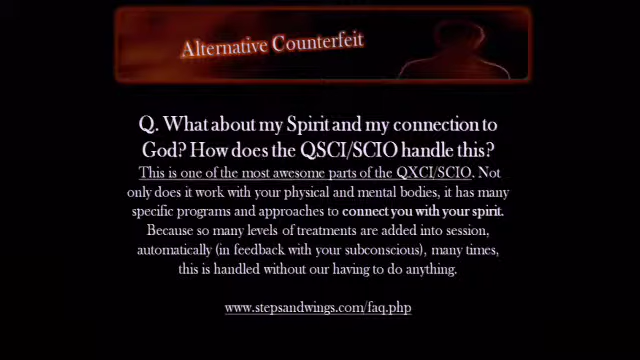 Alternative Counterfeit
Q. What about my Spirit and my connection to
God? How does the QSCI/SCIO handle this?
This is one of the most awesome parts of the QXCI/SCIO. Not
only does it work with your physical and mental bodies, it has many
specific programs and approaches to connect you with your spirit.
Because so many levels of treatments are added into session,
automatically (in feedback with your subconscious), many times,
this is handled without our having to do anything.
www.stepsandwings.com/faq.php